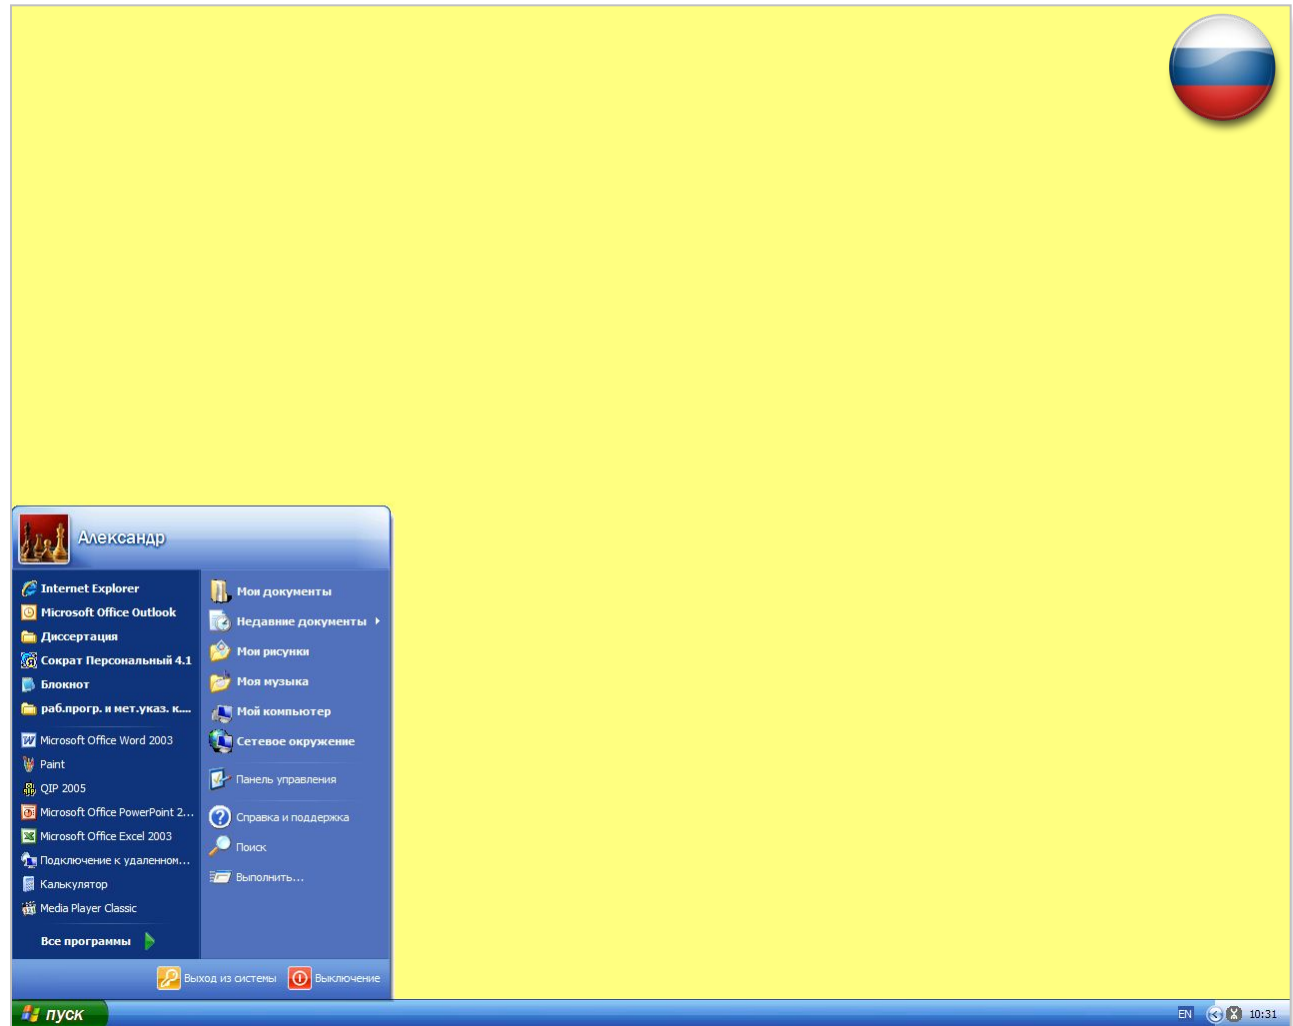 Александр
Internet Explorer
Microsoft Office Outlook
Диссертация
Сократ Персональный 4.1
Блокнот
раб.прогр. и мет.указ. к....
Microsoft Office Word 2003
Paint
QIP 2005
Microsoft Office PowerPoint 2...
Microsoft Office Excel 2003
Подключение к удаленном...
Калькулятор
Media Player Classic
Все программы
Мои документы
Недавние документы
Мои рисунки
Моя музыка
Мой компьютер
Сетевое окружение
Панель управления
Справка и поддержка
Поиск
Выполнить...
Выход из системы
Выключение
пуск
EN
10:31